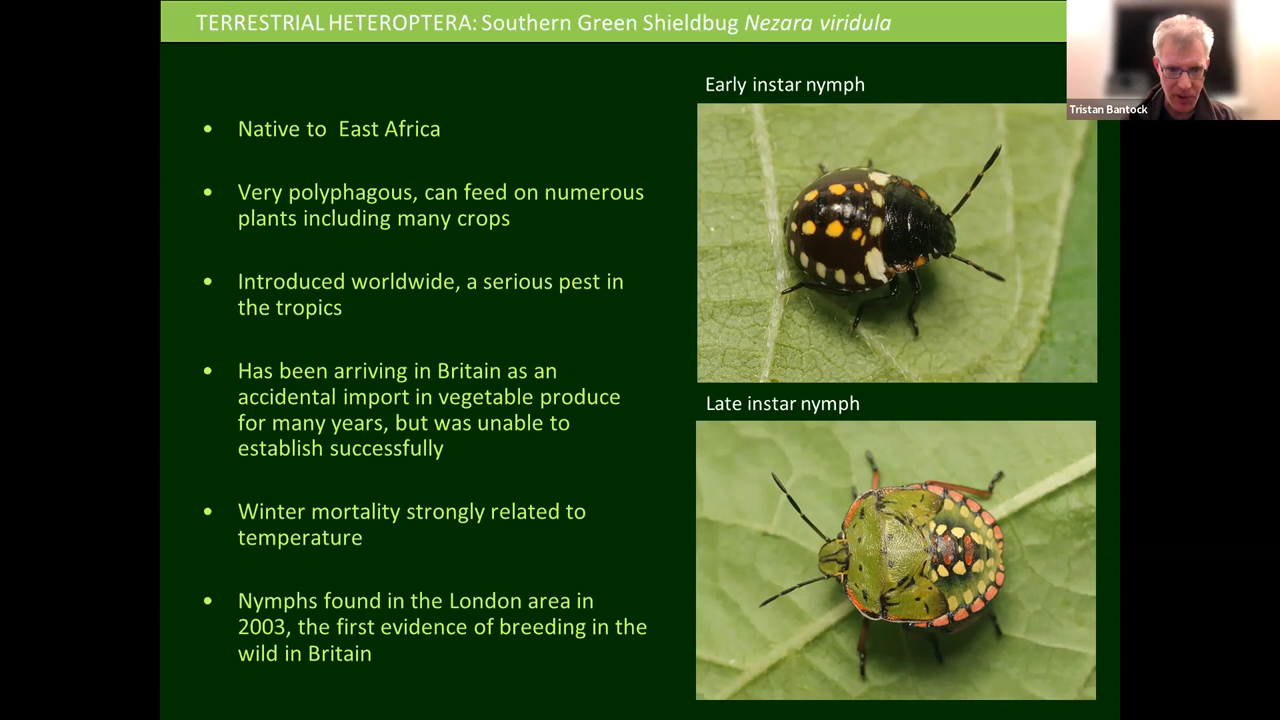 TERRESTRIAL HETEROPTERA: Southern Green Shieldbug Nezara viridula
Tristan Bantock
• Native to East Africa
• Very polyphagous, can feed on numerous
plants including many crops
• Introduced worldwide, a serious pest in
the tropics
• Has been arriving in Britain as an
accidental import in vegetable produce
for many years, but was unable to
establish successfully
• Winter mortality strongly related to
temperature
• Nymphs found in the London area in
2003, the first evidence of breeding in the
wild in Britain
Early instar nymph
Late instar nymph